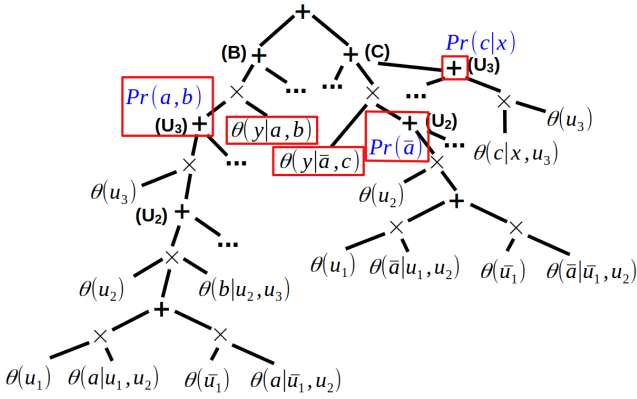 +
(B) + + (C) Pr(c|x)
+ (U₃)
Pr(a,b) × ... ... × ... ×
(U₃) + θ(y|a,b) + (U₂) θ(u₃)
... θ(y|ā,c) Pr(ā) ... θ(c|x,u₃)
× ×
θ(u₃) θ(u₂)
(U₂) + +
... × ×
× θ(u₁) θ(ā|u₁,u₂) θ(ū₁) θ(ā|ū₁,u₂)
θ(u₂) θ(b|u₂,u₃)
+
× ×
θ(u₁) θ(a|u₁,u₂) θ(ū₁) θ(a|ū₁,u₂)